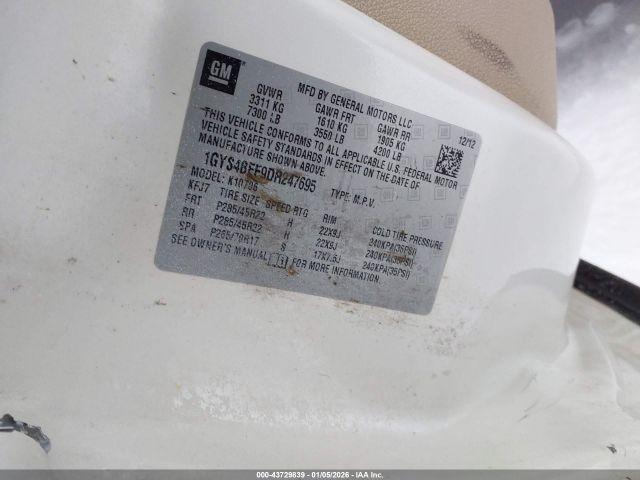 GM
MFD BY GENERAL MOTORS LLC
GVWR GAWR FRT GAWR RR 12/12
3311 KG 1610 KG 1905 KG
7300 LB 3550 LB 4200 LB
THIS VEHICLE CONFORMS TO ALL APPLICABLE U.S. FEDERAL MOTOR
VEHICLE SAFETY STANDARDS IN EFFECT ON THE DATE OF
MANUFACTURE SHOWN ABOVE.
TYPE: M.P.V.
MODEL: K10706
KFJ7 TIRE SIZE SPEED RTG RIM COLD TIRE PRESSURE
FRT P285/45R22 H 22X9J 240KPA(35PSI)
RR P285/45R22 H 22X9J 240KPA(35PSI)
SPA P265/70R17 S 17X7.5J 240KPA(35PSI)
SEE OWNER'S MANUAL FOR MORE INFORMATION.
000-43729839 - 01/05/2026 - IAA Inc.